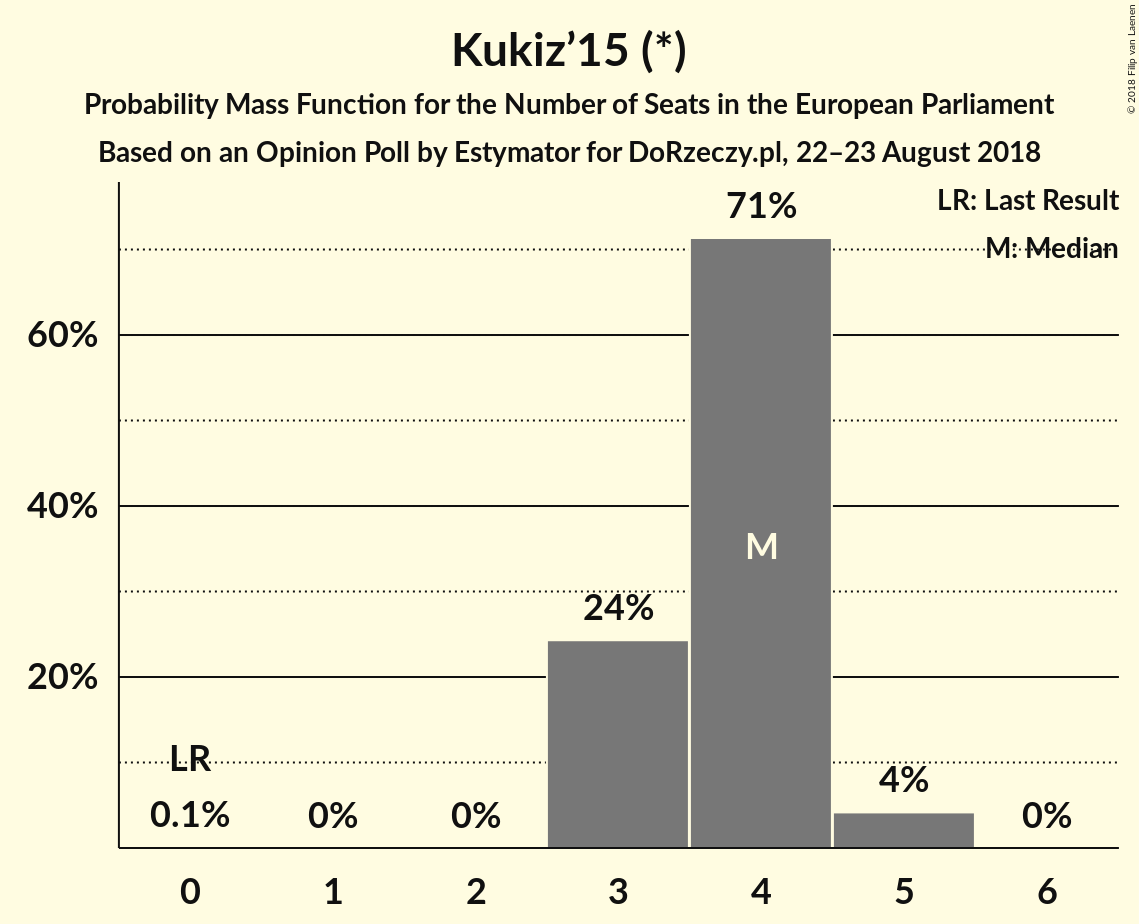 Kukiz’15 (*)
Probability Mass Function for the Number of Seats in the European Parliament
Based on an Opinion Poll by Estymator for DoRzeczy.pl, 22–23 August 2018
© 2018 Filip van Laenen
LR: Last Result
M: Median
71%
60%
40%
M
24%
20%
LR
4%
0.1% 0% 0% 0%
0 1 2 3 4 5 6